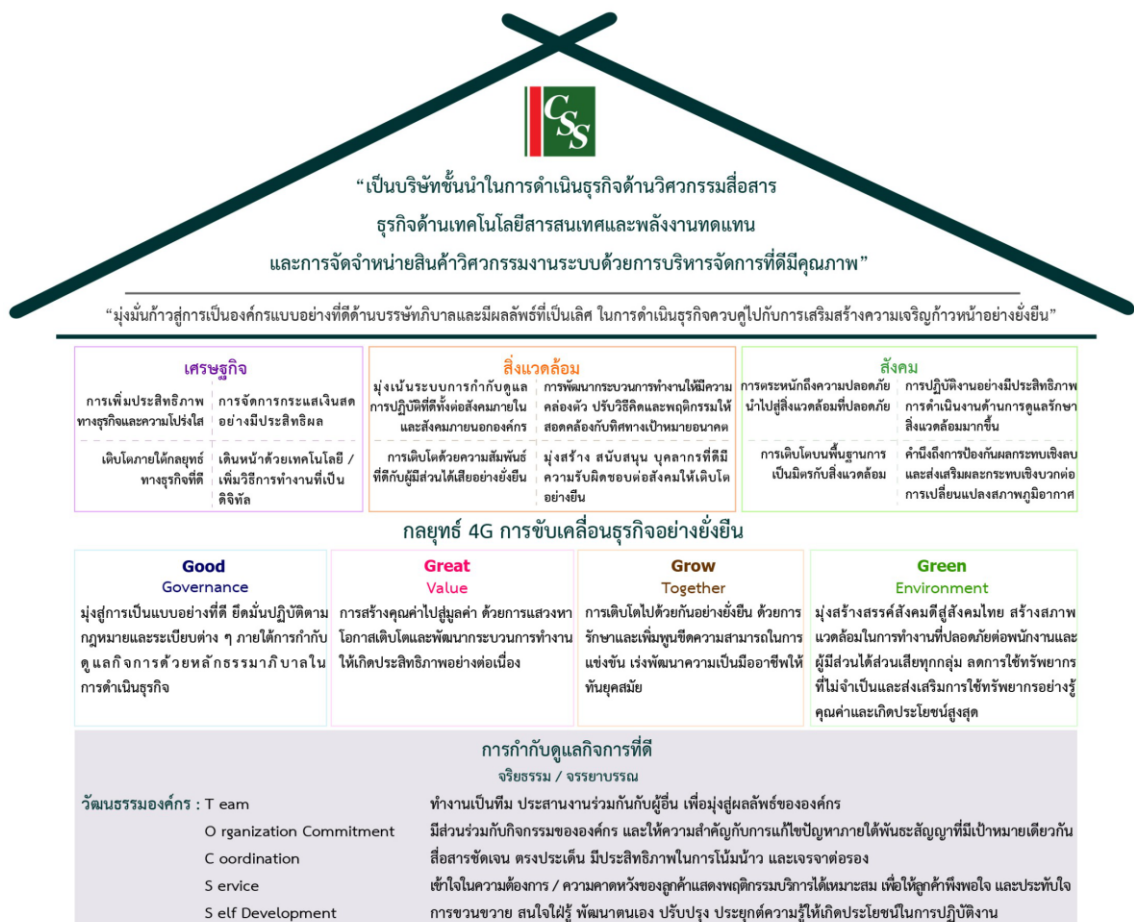 CSS
“เป็นบริษัทชั้นนำในการดำเนินธุรกิจด้านวิศวกรรมสื่อสาร
ธุรกิจด้านเทคโนโลยีสารสนเทศและพลังงานทดแทน
และการจัดจำหน่ายสินค้าวิศวกรรมงานระบบด้วยการบริหารจัดการที่ดีมีคุณภาพ”
“มุ่งมั่นก้าวสู่การเป็นองค์กรแบบอย่างที่ดีด้านบรรษัทภิบาลและมีผลลัพธ์ที่เป็นเลิศ ในการดำเนินธุรกิจควบคู่ไปกับการเสริมสร้างความเจริญก้าวหน้าอย่างยั่งยืน”
เศรษฐกิจ
การเพิ่มประสิทธิภาพ
ทางธุรกิจและความโปร่งใส
การจัดการกระแสเงินสด
อย่างมีประสิทธิผล
เติบโตภายใต้กลยุทธ์
ทางธุรกิจที่ดี
เดินหน้าด้วยเทคโนโลยี /
เพิ่มวิธีการทำงานที่เป็น
ดิจิทัล
สิ่งแวดล้อม
มุ่งเน้นระบบการกำกับดูแล
การปฏิบัติที่ดีทั้งต่อสังคมภายใน
และสังคมภายนอกองค์กร
การพัฒนากระบวนการทำงานให้มีความ
คล่องตัว ปรับวิธีคิดและพฤติกรรมให้
สอดคล้องกับทิศทางเป้าหมายอนาคต
การเติบโตด้วยความสัมพันธ์
ที่ดีกับผู้มีส่วนได้เสียอย่างยั่งยืน
มุ่งสร้าง สนับสนุน บุคลากรที่ดีมี
ความรับผิดชอบต่อสังคมให้เติบโต
อย่างยืน
สังคม
การตระหนักถึงความปลอดภัย
นำไปสู่สิ่งแวดล้อมที่ปลอดภัย
การปฏิบัติงานอย่างมีประสิทธิภาพ
การดำเนินงานด้านการดูแลรักษา
สิ่งแวดล้อมมากขึ้น
การเติบโตบนพื้นฐานการ
เป็นมิตรกับสิ่งแวดล้อม
คำนึงถึงการป้องกันผลกระทบเชิงลบ
และส่งเสริมผลกระทบเชิงบวกต่อ
การเปลี่ยนแปลงสภาพภูมิอากาศ
กลยุทธ์ 4G การขับเคลื่อนธุรกิจอย่างยั่งยืน
Good
Governance
มุ่งสู่การเป็นแบบอย่างที่ดี ยึดมั่นปฏิบัติตาม
กฎหมายและระเบียบต่าง ๆ ภายใต้การกำกับ
ดูแลกิจการด้วยหลักธรรมาภิบาลใน
การดำเนินธุรกิจ
Great
Value
การสร้างคุณค่าไปสู่มูลค่า ด้วยการแสวงหา
โอกาสเติบโตและพัฒนากระบวนการทำงาน
ให้เกิดประสิทธิภาพอย่างต่อเนื่อง
Grow
Together
การเติบโตไปด้วยกันอย่างยั่งยืน ด้วยการ
รักษาและเพิ่มพูนขีดความสามารถในการ
แข่งขัน เร่งพัฒนาความเป็นมืออาชีพให้
ทันยุคสมัย
Green
Environment
มุ่งสร้างสรรค์สังคมดีสู่สังคมไทย สร้างสภาพ
แวดล้อมในการทำงานที่ปลอดภัยต่อพนักงานและ
ผู้มีส่วนได้ส่วนเสียทุกกลุ่ม ลดการใช้ทรัพยากร
ที่ไม่จำเป็นและส่งเสริมการใช้ทรัพยากรอย่างรู้
คุณค่าและเกิดประโยชน์สูงสุด
การกำกับดูแลกิจการที่ดี
จริยธรรม / จรรยาบรรณ
วัฒนธรรมองค์กร : T eam ทำงานเป็นทีม ประสานงานร่วมกันกับผู้อื่น เพื่อมุ่งสู่ผลลัพธ์ขององค์กร
O rganization Commitment มีส่วนร่วมกับกิจกรรมขององค์กร และให้ความสำคัญกับการแก้ไขปัญหาภายใต้พันธะสัญญาที่มีเป้าหมายเดียวกัน
C oordination สื่อสารชัดเจน ตรงประเด็น มีประสิทธิภาพในการโน้มน้าว และเจรจาต่อรอง
S ervice เข้าใจในความต้องการ / ความคาดหวังของลูกค้าแสดงพฤติกรรมบริการได้เหมาะสม เพื่อให้ลูกค้าพึงพอใจ และประทับใจ
S elf Development การขวนขวาย สนใจใฝ่รู้ พัฒนาตนเอง ปรับปรุง ประยุกต์ความรู้ให้เกิดประโยชน์ในการปฏิบัติงาน